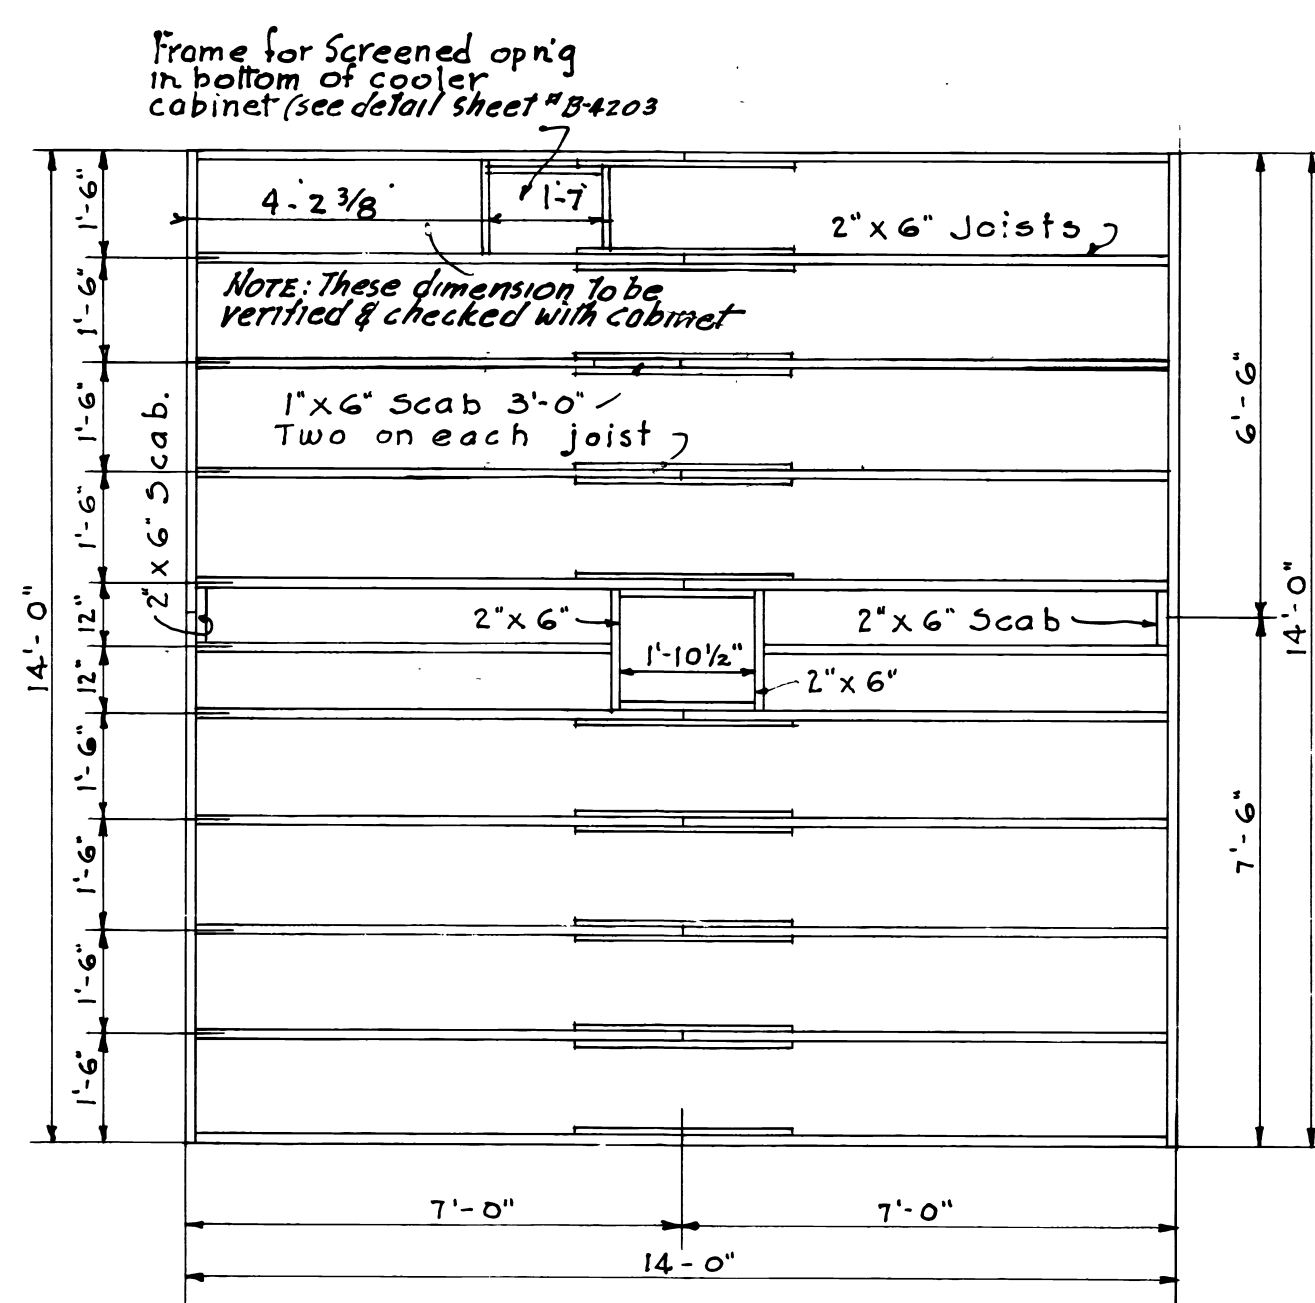 Frame for Screened opn'g
in bottom of cooler
cabinet (see detail sheet #B-4203
4-2 3/8
1-7
2" x 6" Joists
NOTE: These dimension to be
verified & checked with cabinet
1" x 6" Scab 3'-0"
Two on each joist
2" x 6" Scab.
2" x 6"
2" x 6" Scab
1'-10½"
2" x 6"
1'-6"
1'-6"
1'-6"
1'-6"
12"
12"
1'-6"
1'-6"
1'-6"
1'-6"
14'-0"
6'-6"
7'-6"
14'-0"
7'-0"
7'-0"
14-0"